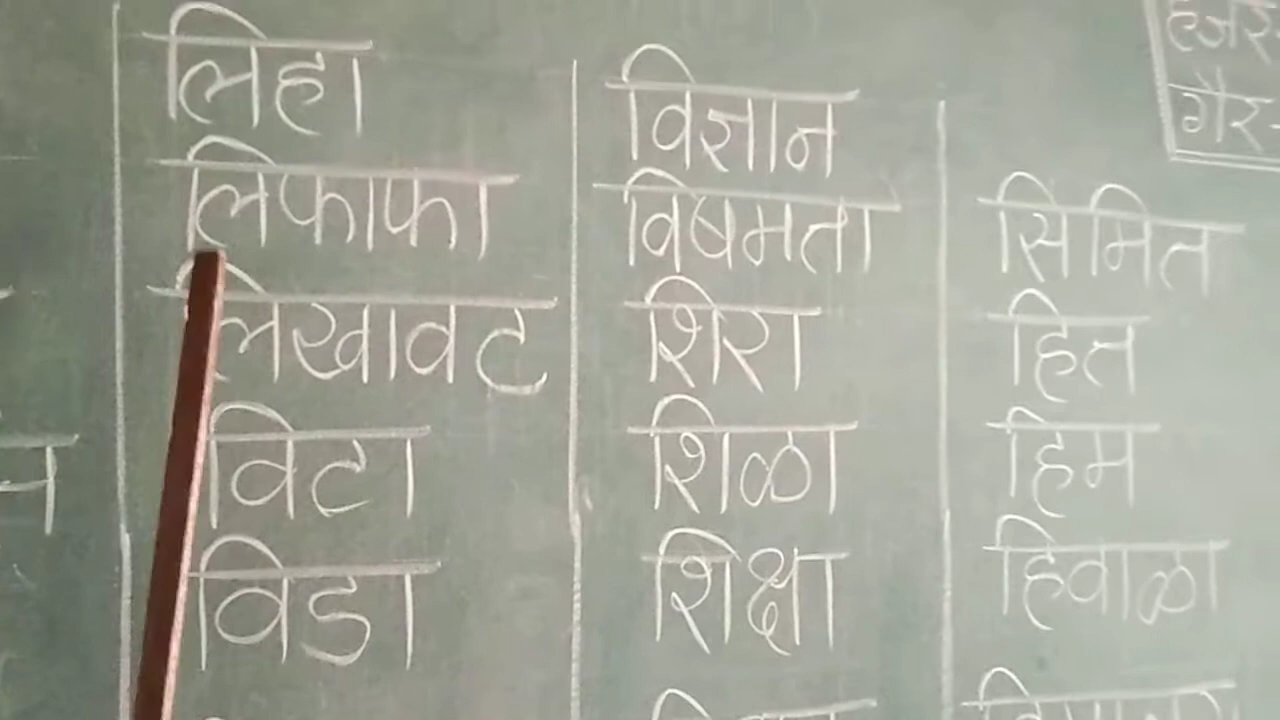 लिहा
लिफाफा
लिखावट
विटा
विडा
विज्ञान
विषमता
शिरा
शिळा
शिक्षा
सिमित
हित
हिम
हिवाळा